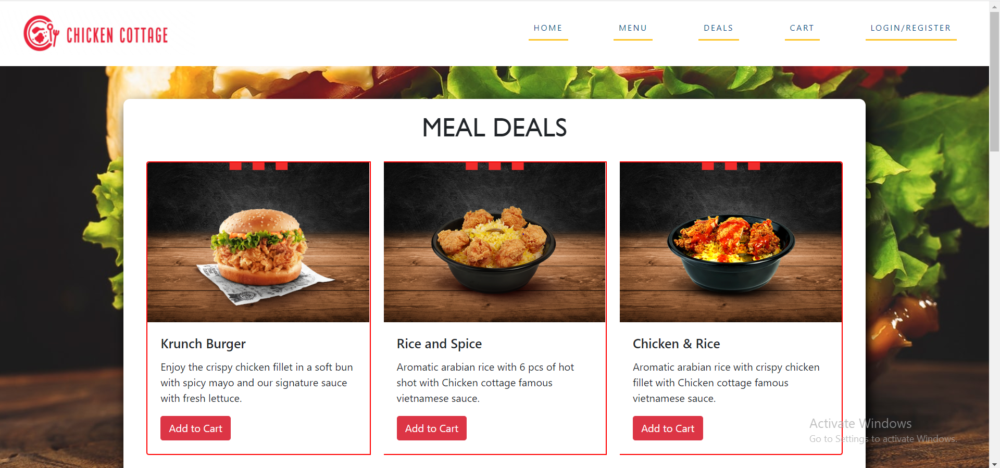 CHICKEN COTTAGE
HOME
MENU
DEALS
CART
LOGIN/REGISTER
MEAL DEALS
Krunch Burger
Enjoy the crispy chicken fillet in a soft bun
with spicy mayo and our signature sauce
with fresh lettuce.
Add to Cart
Rice and Spice
Aromatic arabian rice with 6 pcs of hot
shot with Chicken cottage famous
vietnamese sauce.
Add to Cart
Chicken & Rice
Aromatic arabian rice with crispy chicken
fillet with Chicken cottage famous
vietnamese sauce.
Add to Cart
Activate Windows
Go to Settings to activate Windows.